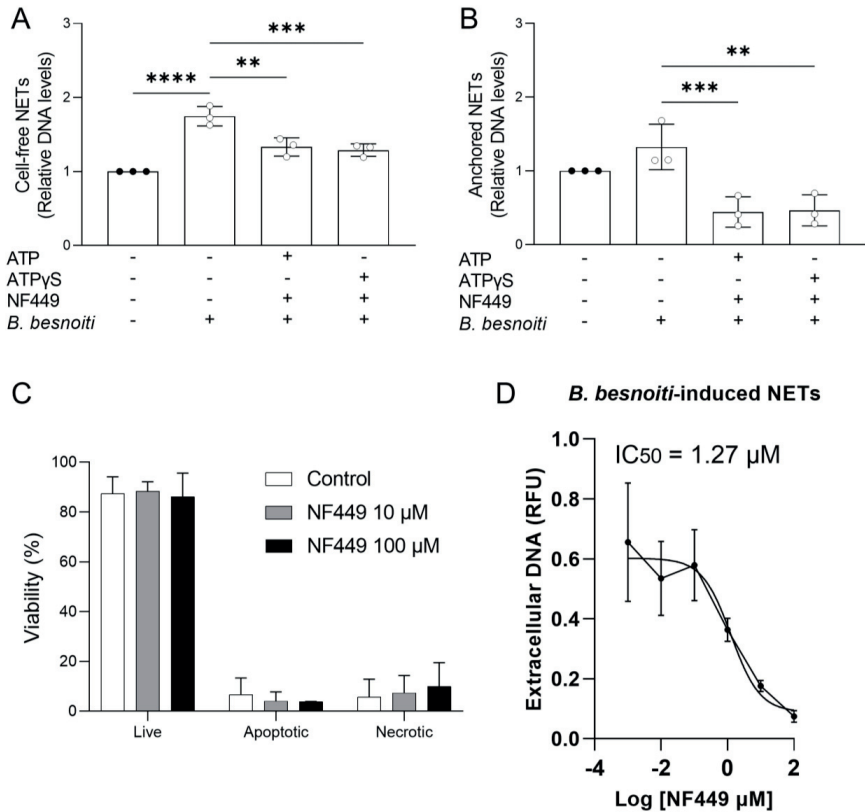 A
Cell-free NETs
(Relative DNA levels)
3
2
1
0
****
**
***
ATP - - + -
ATPγS - - - +
NF449 - - + +
B. besnoiti - + + +
B
Anchored NETs
(Relative DNA levels)
3
2
1
0
***
**
ATP - - + -
ATPγS - - - +
NF449 - - + +
B. besnoiti - + + +
C
Viability (%)
100
80
60
40
20
0
Control
NF449 10 µM
NF449 100 µM
Live Apoptotic Necrotic
D
B. besnoiti-induced NETs
IC50 = 1.27 µM
Extracellular DNA (RFU)
1.0
0.8
0.6
0.4
0.2
0.0
-4 -2 0 2
Log [NF449 µM]